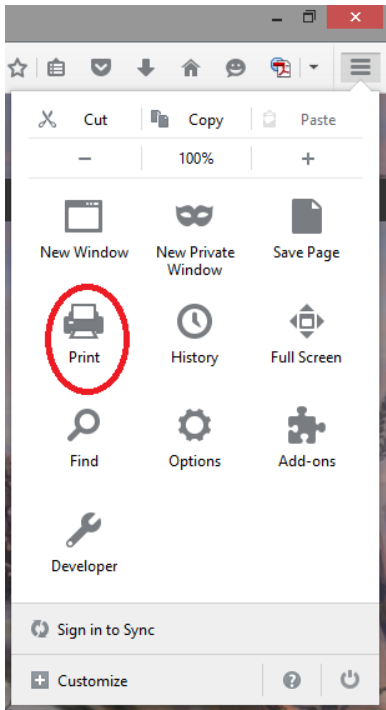 Cut Copy Paste
100%
New Window
New Private
Window
Save Page
Print
History
Full Screen
Find
Options
Add-ons
Developer
Sign in to Sync
Customize